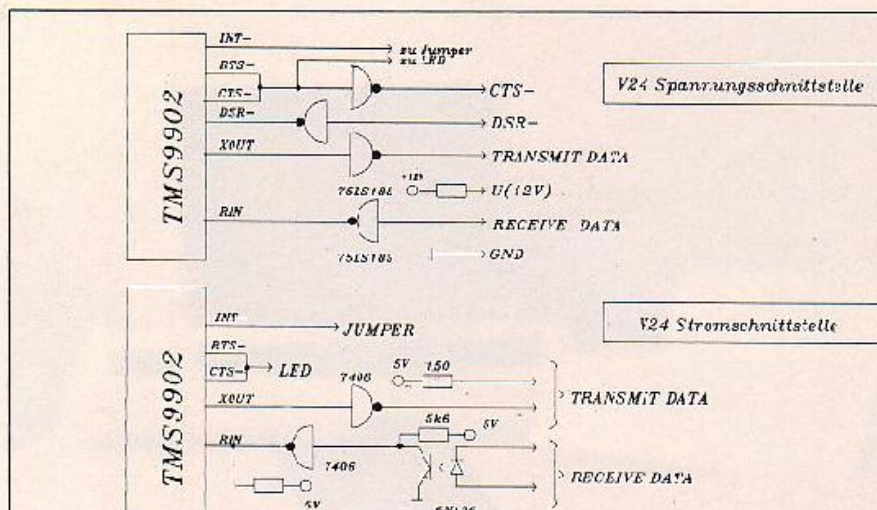 INT-
zu Jumper
RTS-
zu LED
CTS-
CTS-
V24 Spannungsschnittstelle
DSR-
DSR-
XOUT
TRANSMIT DATA
TMS9902
+12V
U(12V)
RIN
RECEIVE DATA
GND
INT
JUMPER
V24 Stromschnittstelle
RTS-
CTS-
LED
7406
5V
150
XOUT
TRANSMIT DATA
TMS9902
5k6
5V
RIN
7406
RECEIVE DATA
5V